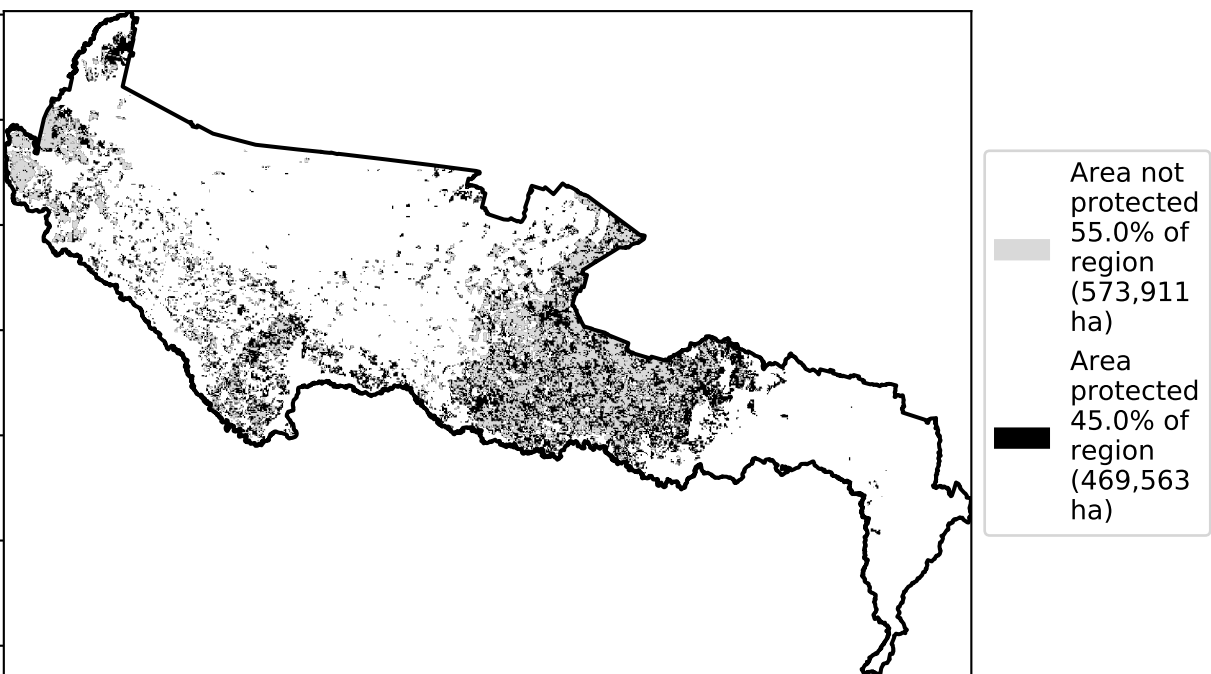 Area not
protected
55.0% of
region
(573,911
ha)
Area
protected
45.0% of
region
(469,563
ha)